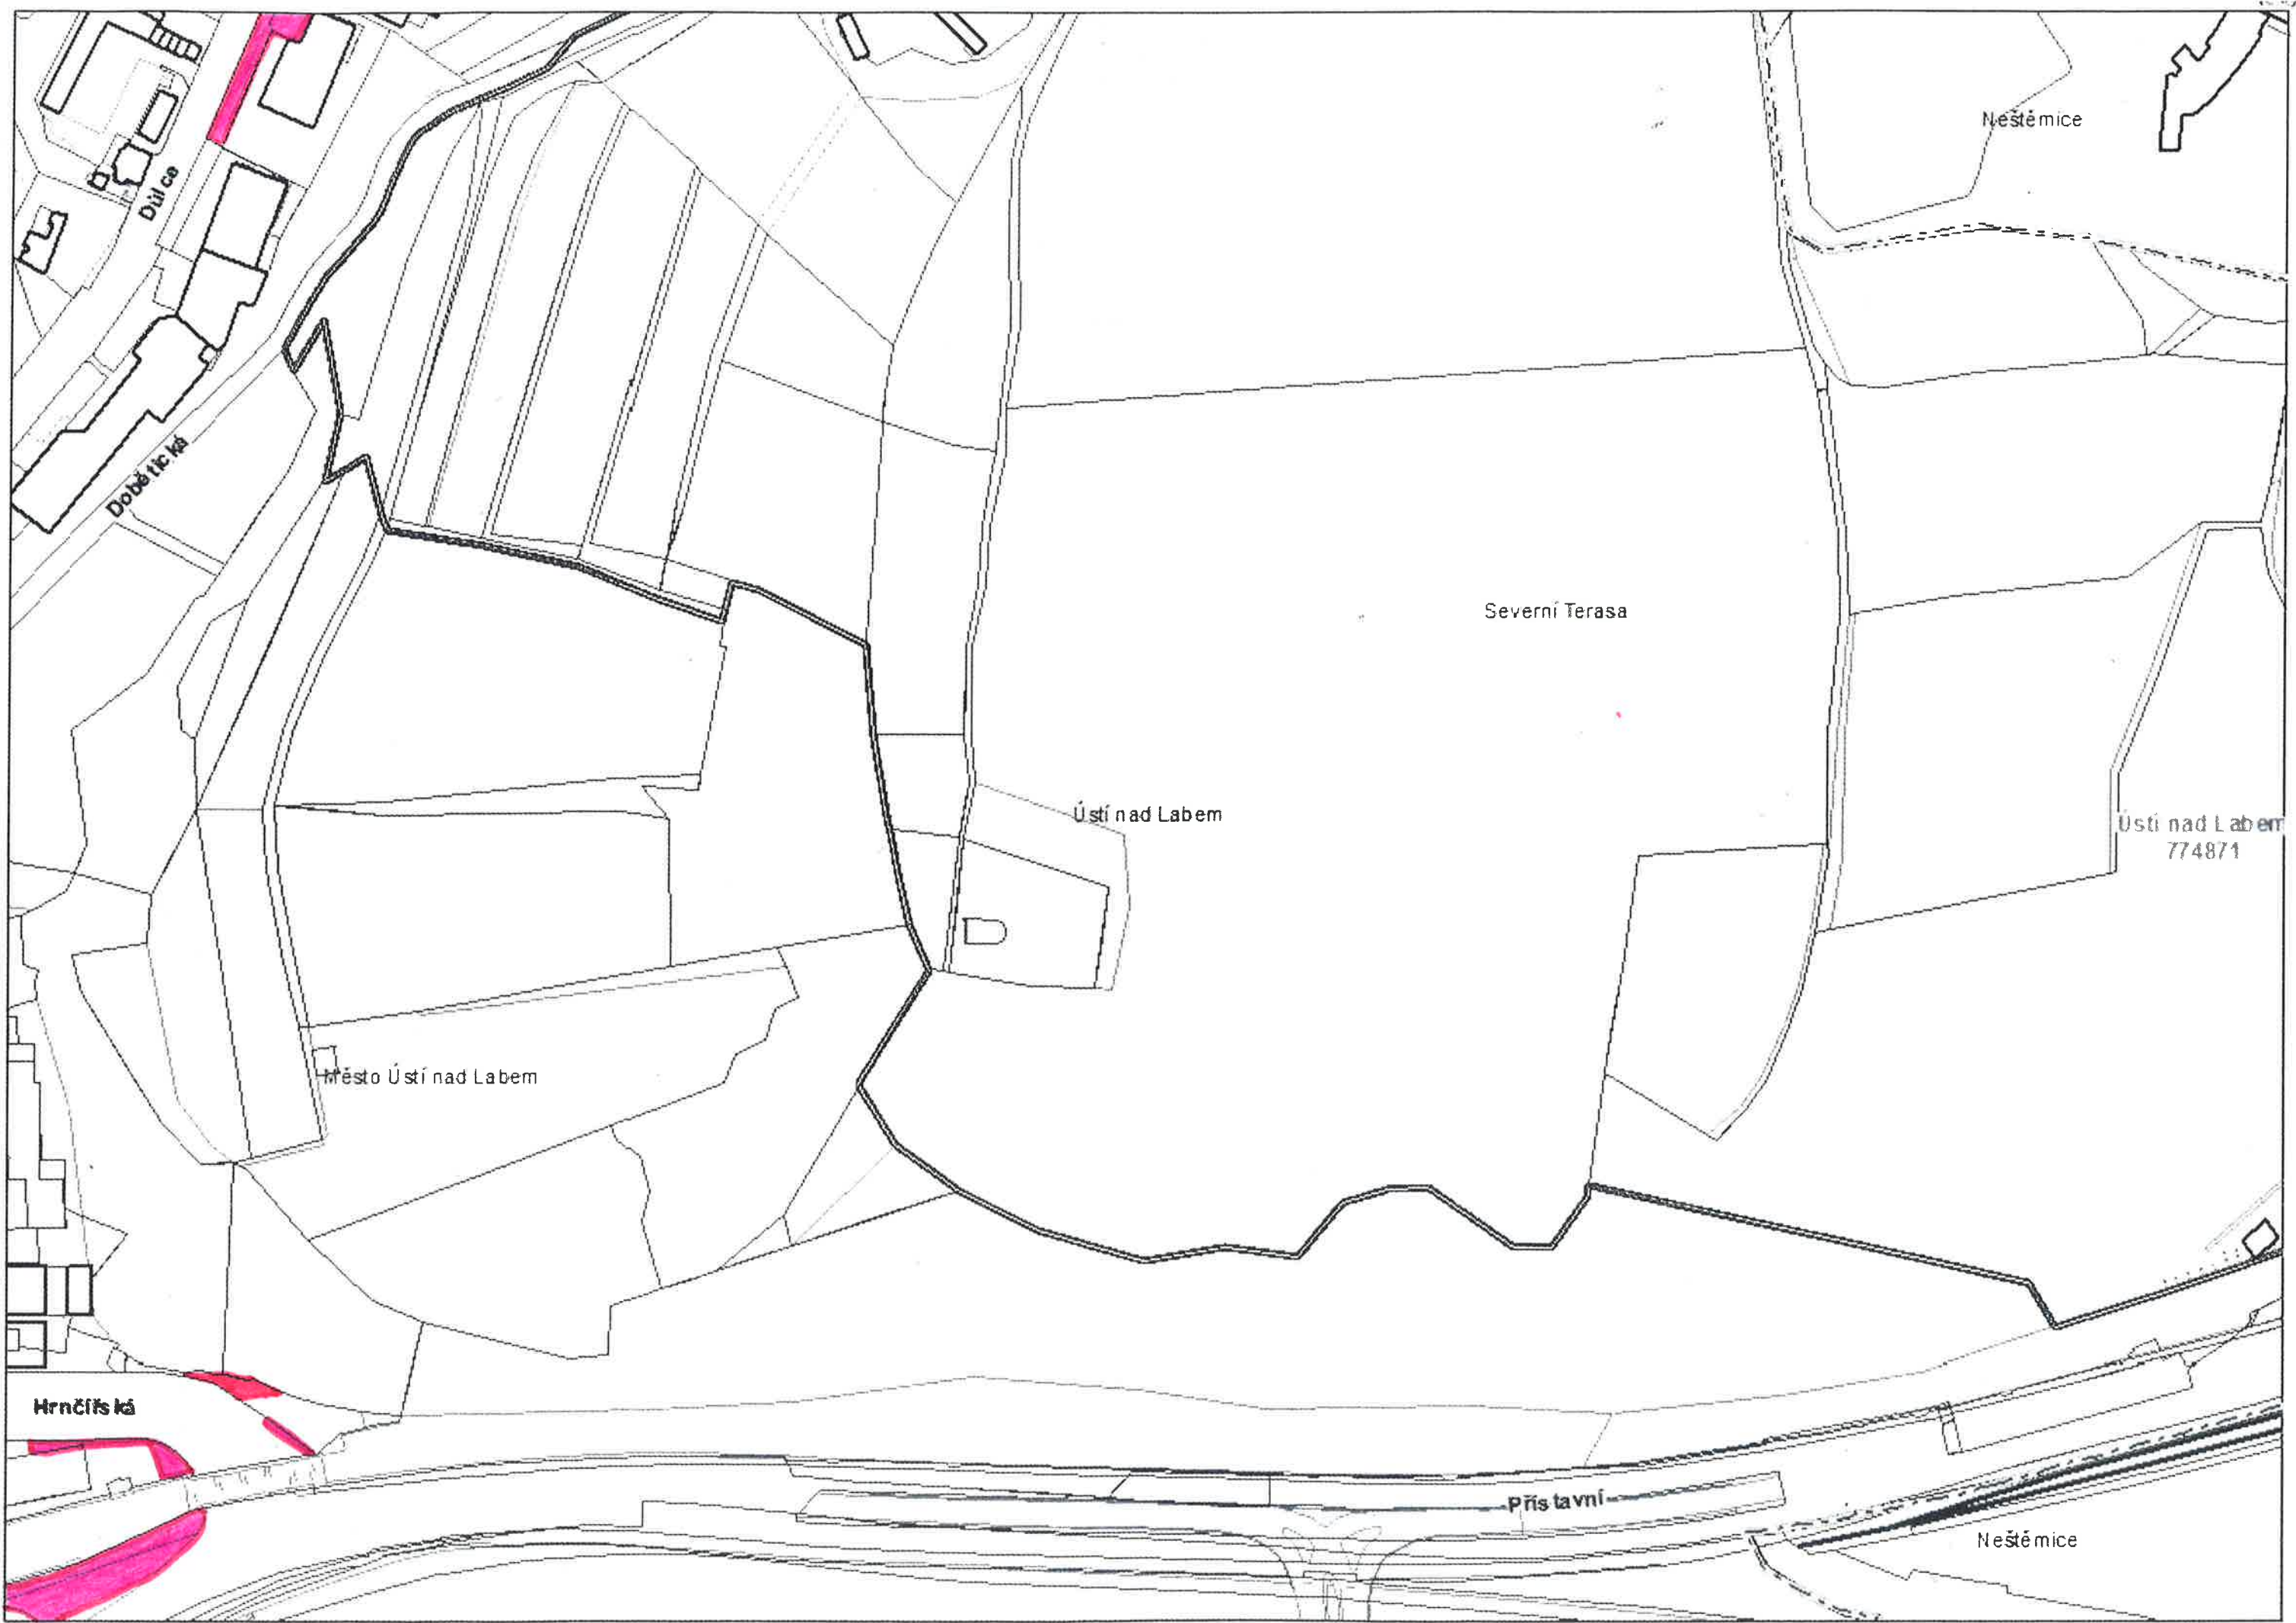 Neštěmice
Důlce
Dobětická
Severní Terasa
Ústí nad Labem
Ústí nad Labem
774871
Město Ústí nad Labem
Hrnčířská
Přístavní
Neštěmice